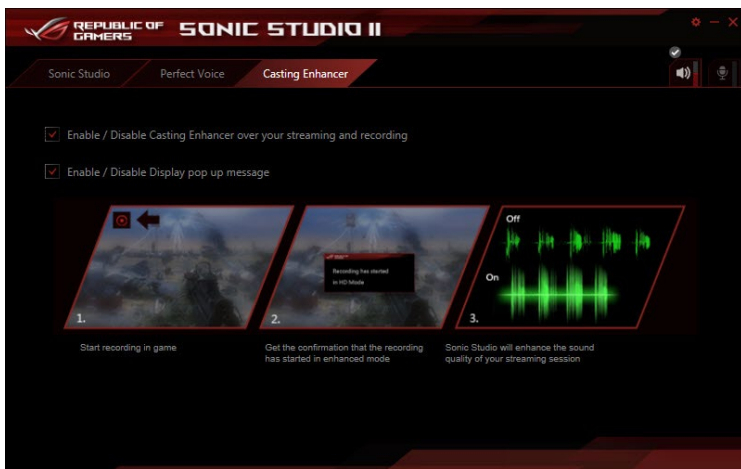 REPUBLIC OF
GAMERS
SONIC STUDIO II
Sonic Studio
Perfect Voice
Casting Enhancer
Enable / Disable Casting Enhancer over your streaming and recording
Enable / Disable Display pop up message
Recording has started
in HD Mode
Off
On
1.
2.
3.
Start recording in game
Get the confirmation that the recording
has started in enhanced mode
Sonic Studio will enhance the sound
quality of your streaming session